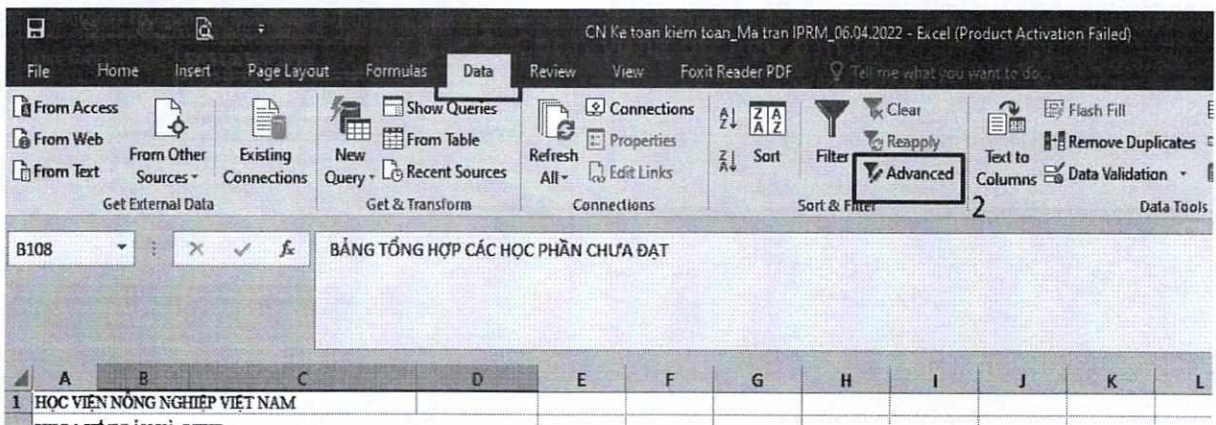 CN Ke toan kiem toan_Ma tran IPRM_06.04.2022 - Excel (Product Activation Failed)
File Home Insert Page Layout Formulas Data Review View Foxit Reader PDF Tell me what you want to do...
From Access
From Web
From Text
From Other Sources
Existing Connections
Get External Data
New Query
Show Queries
From Table
Recent Sources
Get & Transform
Refresh All
Connections
Properties
Edit Links
Connections
Sort
Filter
Clear
Reapply
Advanced
Sort & Filter
2
Text to Columns
Flash Fill
Remove Duplicates
Data Validation
Data Tools
B108 fx BẢNG TỔNG HỢP CÁC HỌC PHẦN CHƯA ĐẠT
A B C D E F G H I J K L
1 HỌC VIỆN NÔNG NGHIỆP VIỆT NAM